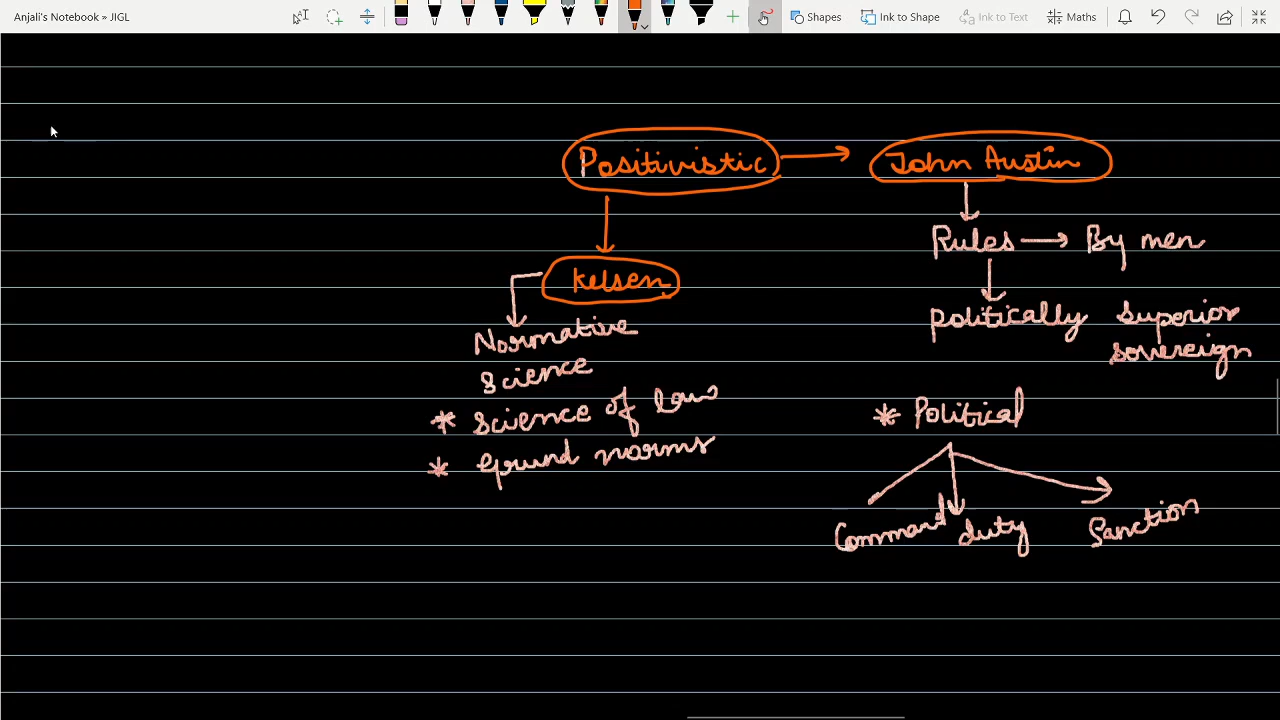 Anjali's Notebook » JIGL
Shapes
Ink to Shape
Ink to Text
Maths
Positivistic
John Austin
Rules → By men
Kelsen
Politically Superior
sovereign
Normative
Science
* Science of law
* Grund norms
* Political
Command duty Sanction